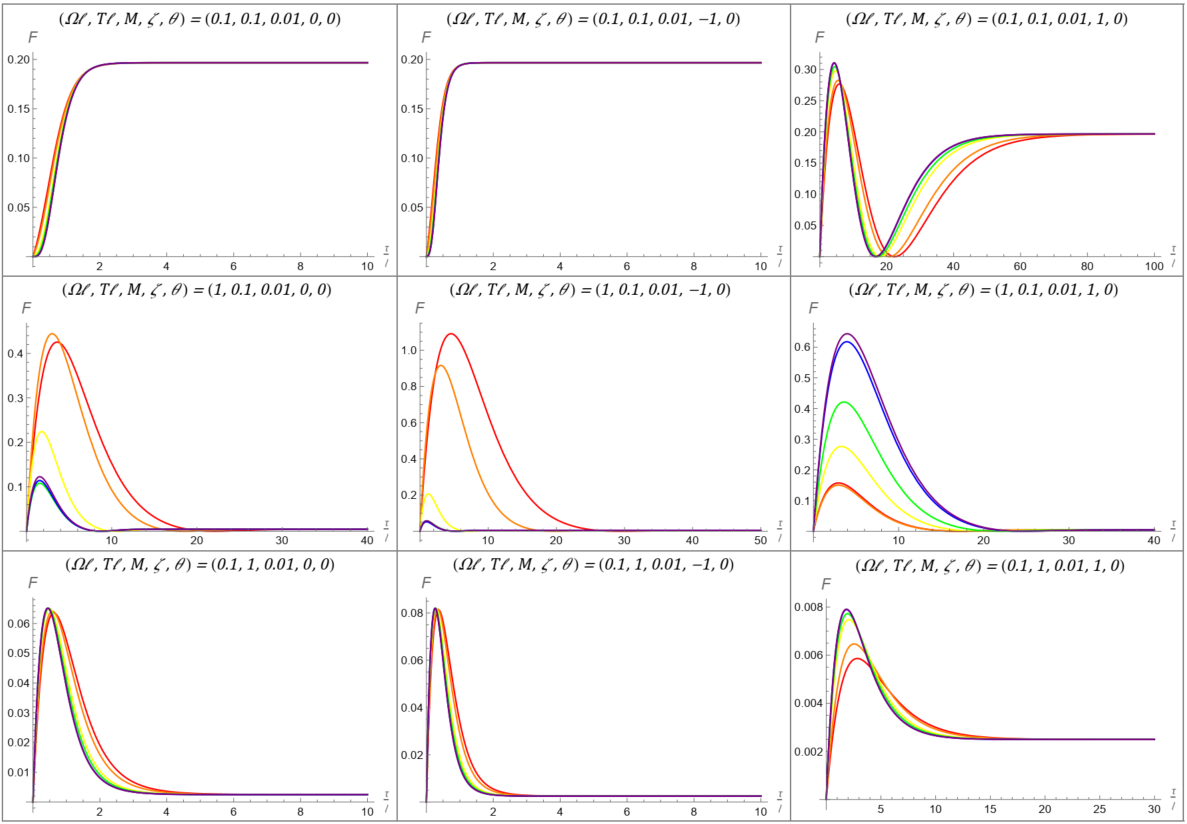 (Ωℓ, Tℓ, M, ζ, θ) = (0.1, 0.1, 0.01, 0, 0)
F
0.20
0.15
0.10
0.05
2 4 6 8 10
τ/l
(Ωℓ, Tℓ, M, ζ, θ) = (0.1, 0.1, 0.01, −1, 0)
F
0.20
0.15
0.10
0.05
2 4 6 8 10
τ/l
(Ωℓ, Tℓ, M, ζ, θ) = (0.1, 0.1, 0.01, 1, 0)
F
0.30
0.25
0.20
0.15
0.10
0.05
20 40 60 80 100
τ/l
(Ωℓ, Tℓ, M, ζ, θ) = (1, 0.1, 0.01, 0, 0)
F
0.4
0.3
0.2
0.1
10 20 30 40
τ/l
(Ωℓ, Tℓ, M, ζ, θ) = (1, 0.1, 0.01, −1, 0)
F
1.0
0.8
0.6
0.4
0.2
10 20 30 40 50
τ/l
(Ωℓ, Tℓ, M, ζ, θ) = (1, 0.1, 0.01, 1, 0)
F
0.6
0.5
0.4
0.3
0.2
0.1
10 20 30 40
τ/l
(Ωℓ, Tℓ, M, ζ, θ) = (0.1, 1, 0.01, 0, 0)
F
0.06
0.05
0.04
0.03
0.02
0.01
2 4 6 8 10
τ/l
(Ωℓ, Tℓ, M, ζ, θ) = (0.1, 1, 0.01, −1, 0)
F
0.08
0.06
0.04
0.02
2 4 6 8 10
τ/l
(Ωℓ, Tℓ, M, ζ, θ) = (0.1, 1, 0.01, 1, 0)
F
0.008
0.006
0.004
0.002
5 10 15 20 25 30
τ/l